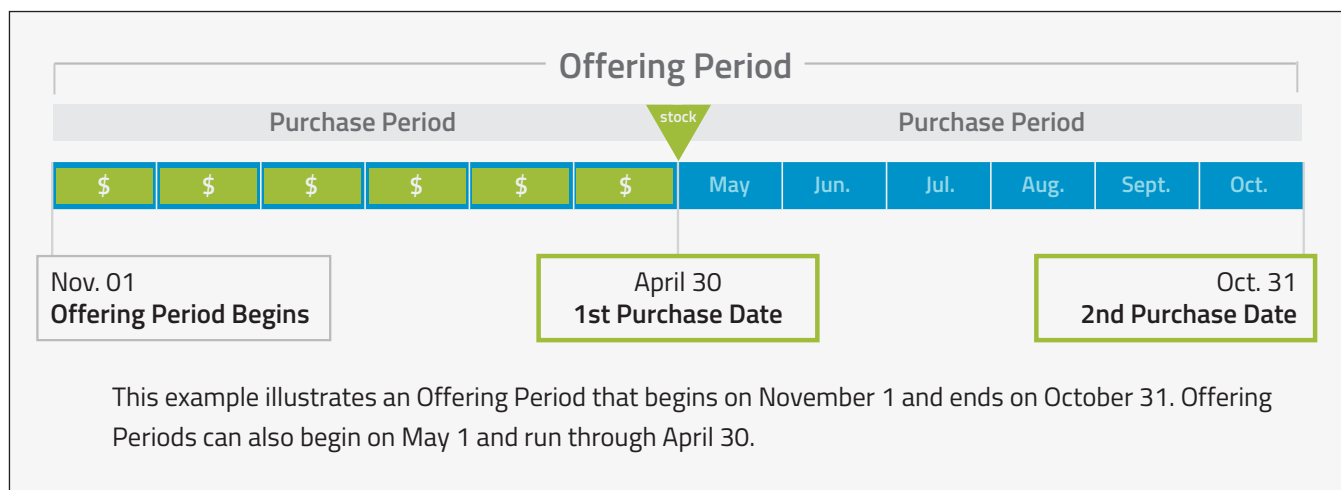 Offering Period
Purchase Period stock Purchase Period
$ $ $ $ $ $ May Jun. Jul. Aug. Sept. Oct.
Nov. 01
Offering Period Begins
April 30
1st Purchase Date
Oct. 31
2nd Purchase Date
This example illustrates an Offering Period that begins on November 1 and ends on October 31. Offering
Periods can also begin on May 1 and run through April 30.